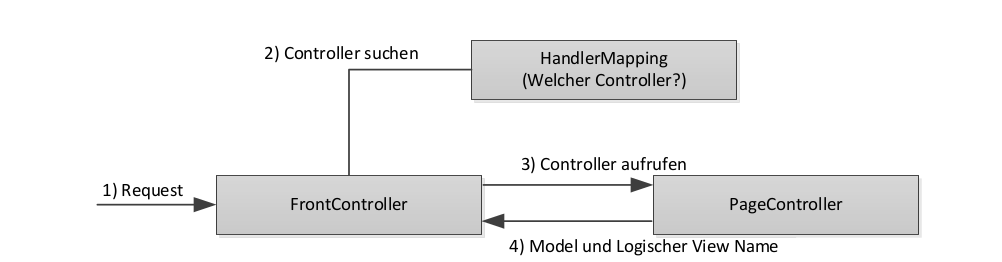 2) Controller suchen
HandlerMapping
(Welcher Controller?)
3) Controller aufrufen
1) Request
FrontController
PageController
4) Model und Logischer View Name